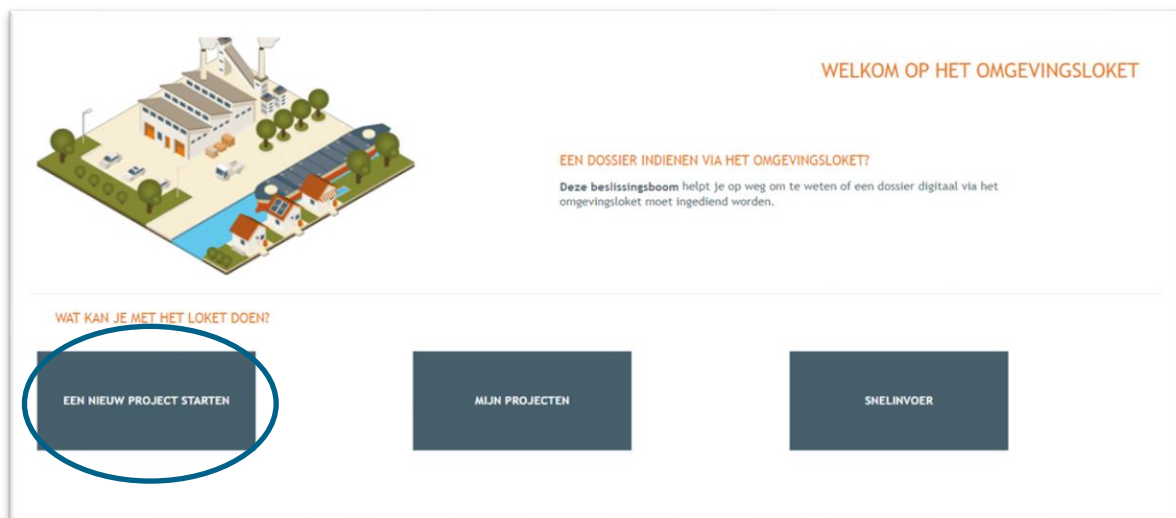 WELKOM OP HET OMGEVINGSLOKET
EEN DOSSIER INDIENEN VIA HET OMGEVINGSLOKET?
Deze beslissingsboom helpt je op weg om te weten of een dossier digitaal via het
omgevingsloket moet ingediend worden.
WAT KAN JE MET HET LOKET DOEN?
EEN NIEUW PROJECT STARTEN
MIJN PROJECTEN
SNELINVOER